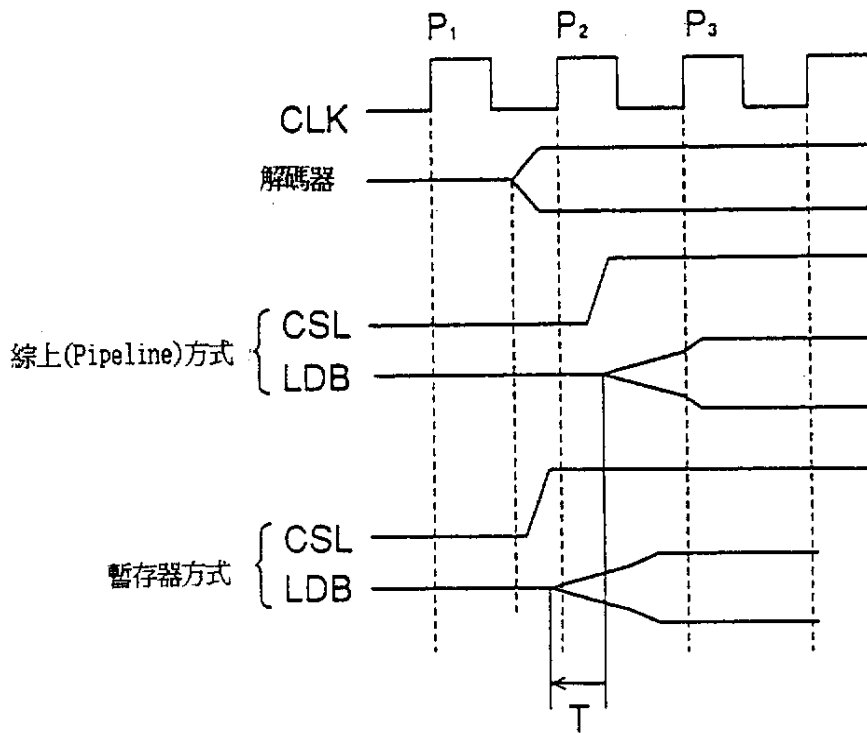 P₁ P₂ P₃
CLK
解碼器
CSL
綜上(Pipeline)方式
LDB
CSL
暫存器方式
LDB
T